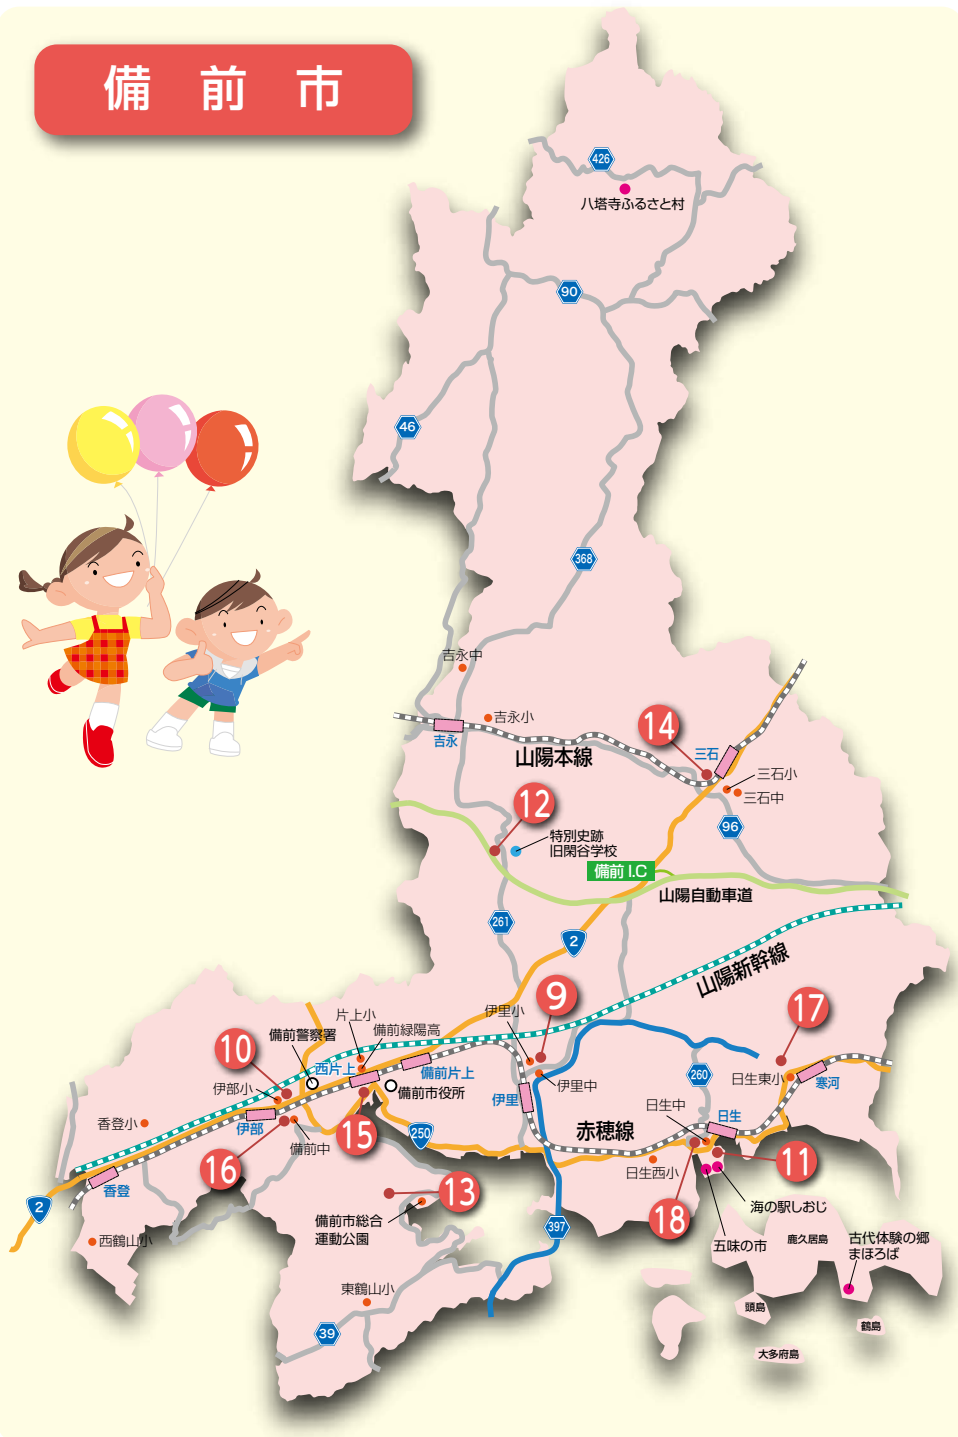 備前市
426
八塔寺ふるさと村
90
46
368
吉永中
吉永小
吉永
山陽本線
14
三石
三石小
三石中
96
12
特別史跡
旧閑谷学校
備前 I.C
山陽自動車道
261
2
山陽新幹線
9
17
伊里小
片上小
備前緑陽高
備前警察署
10
西片上
備前片上
伊里中
260
日生東小
寒河
伊部小
備前市役所
伊里
日生中
日生
香登小
伊部
備前中
15
250
赤穂線
16
日生西小
11
香登
13
18
海の駅しおじ
2
備前市総合
運動公園
397
五味の市
鹿久居島
古代体験の郷
まほろば
西鶴山小
東鶴山小
頭島
鶴島
39
大多府島